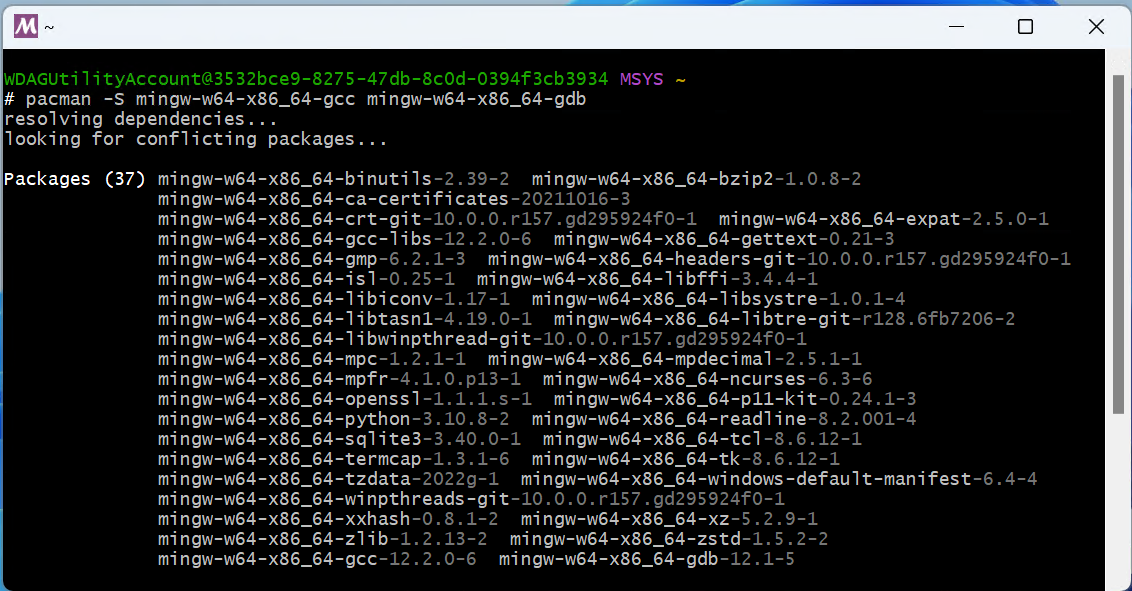 M ~
WDAGUtilityAccount@3532bce9-8275-47db-8c0d-0394f3cb3934 MSYS ~
# pacman -S mingw-w64-x86_64-gcc mingw-w64-x86_64-gdb
resolving dependencies...
looking for conflicting packages...
Packages (37) mingw-w64-x86_64-binutils-2.39-2  mingw-w64-x86_64-bzip2-1.0.8-2
mingw-w64-x86_64-ca-certificates-20211016-3
mingw-w64-x86_64-crt-git-10.0.0.r157.gd295924f0-1  mingw-w64-x86_64-expat-2.5.0-1
mingw-w64-x86_64-gcc-libs-12.2.0-6  mingw-w64-x86_64-gettext-0.21-3
mingw-w64-x86_64-gmp-6.2.1-3  mingw-w64-x86_64-headers-git-10.0.0.r157.gd295924f0-1
mingw-w64-x86_64-isl-0.25-1  mingw-w64-x86_64-libffi-3.4.4-1
mingw-w64-x86_64-libiconv-1.17-1  mingw-w64-x86_64-libsystre-1.0.1-4
mingw-w64-x86_64-libtasn1-4.19.0-1  mingw-w64-x86_64-libtre-git-r128.6fb7206-2
mingw-w64-x86_64-libwinpthread-git-10.0.0.r157.gd295924f0-1
mingw-w64-x86_64-mpc-1.2.1-1  mingw-w64-x86_64-mpdecimal-2.5.1-1
mingw-w64-x86_64-mpfr-4.1.0.p13-1  mingw-w64-x86_64-ncurses-6.3-6
mingw-w64-x86_64-openssl-1.1.1.s-1  mingw-w64-x86_64-p11-kit-0.24.1-3
mingw-w64-x86_64-python-3.10.8-2  mingw-w64-x86_64-readline-8.2.001-4
mingw-w64-x86_64-sqlite3-3.40.0-1  mingw-w64-x86_64-tcl-8.6.12-1
mingw-w64-x86_64-termcap-1.3.1-6  mingw-w64-x86_64-tk-8.6.12-1
mingw-w64-x86_64-tzdata-2022g-1  mingw-w64-x86_64-windows-default-manifest-6.4-4
mingw-w64-x86_64-winpthreads-git-10.0.0.r157.gd295924f0-1
mingw-w64-x86_64-xxhash-0.8.1-2  mingw-w64-x86_64-xz-5.2.9-1
mingw-w64-x86_64-zlib-1.2.13-2  mingw-w64-x86_64-zstd-1.5.2-2
mingw-w64-x86_64-gcc-12.2.0-6  mingw-w64-x86_64-gdb-12.1-5